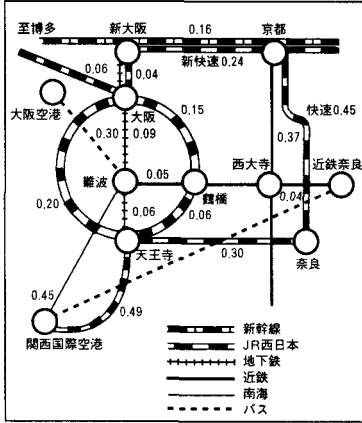 至博多
新大阪
0.16
京都
0.06
0.04
新快速0.24
大阪空港
大阪
0.15
快速0.45
0.30
0.09
0.37
難波
0.05
西大寺
近鉄奈良
0.20
鶴橋
0.04
0.06
0.06
天王寺
0.30
奈良
0.45
0.49
関西国際空港
新幹線
JR西日本
地下鉄
近鉄
南海
バス